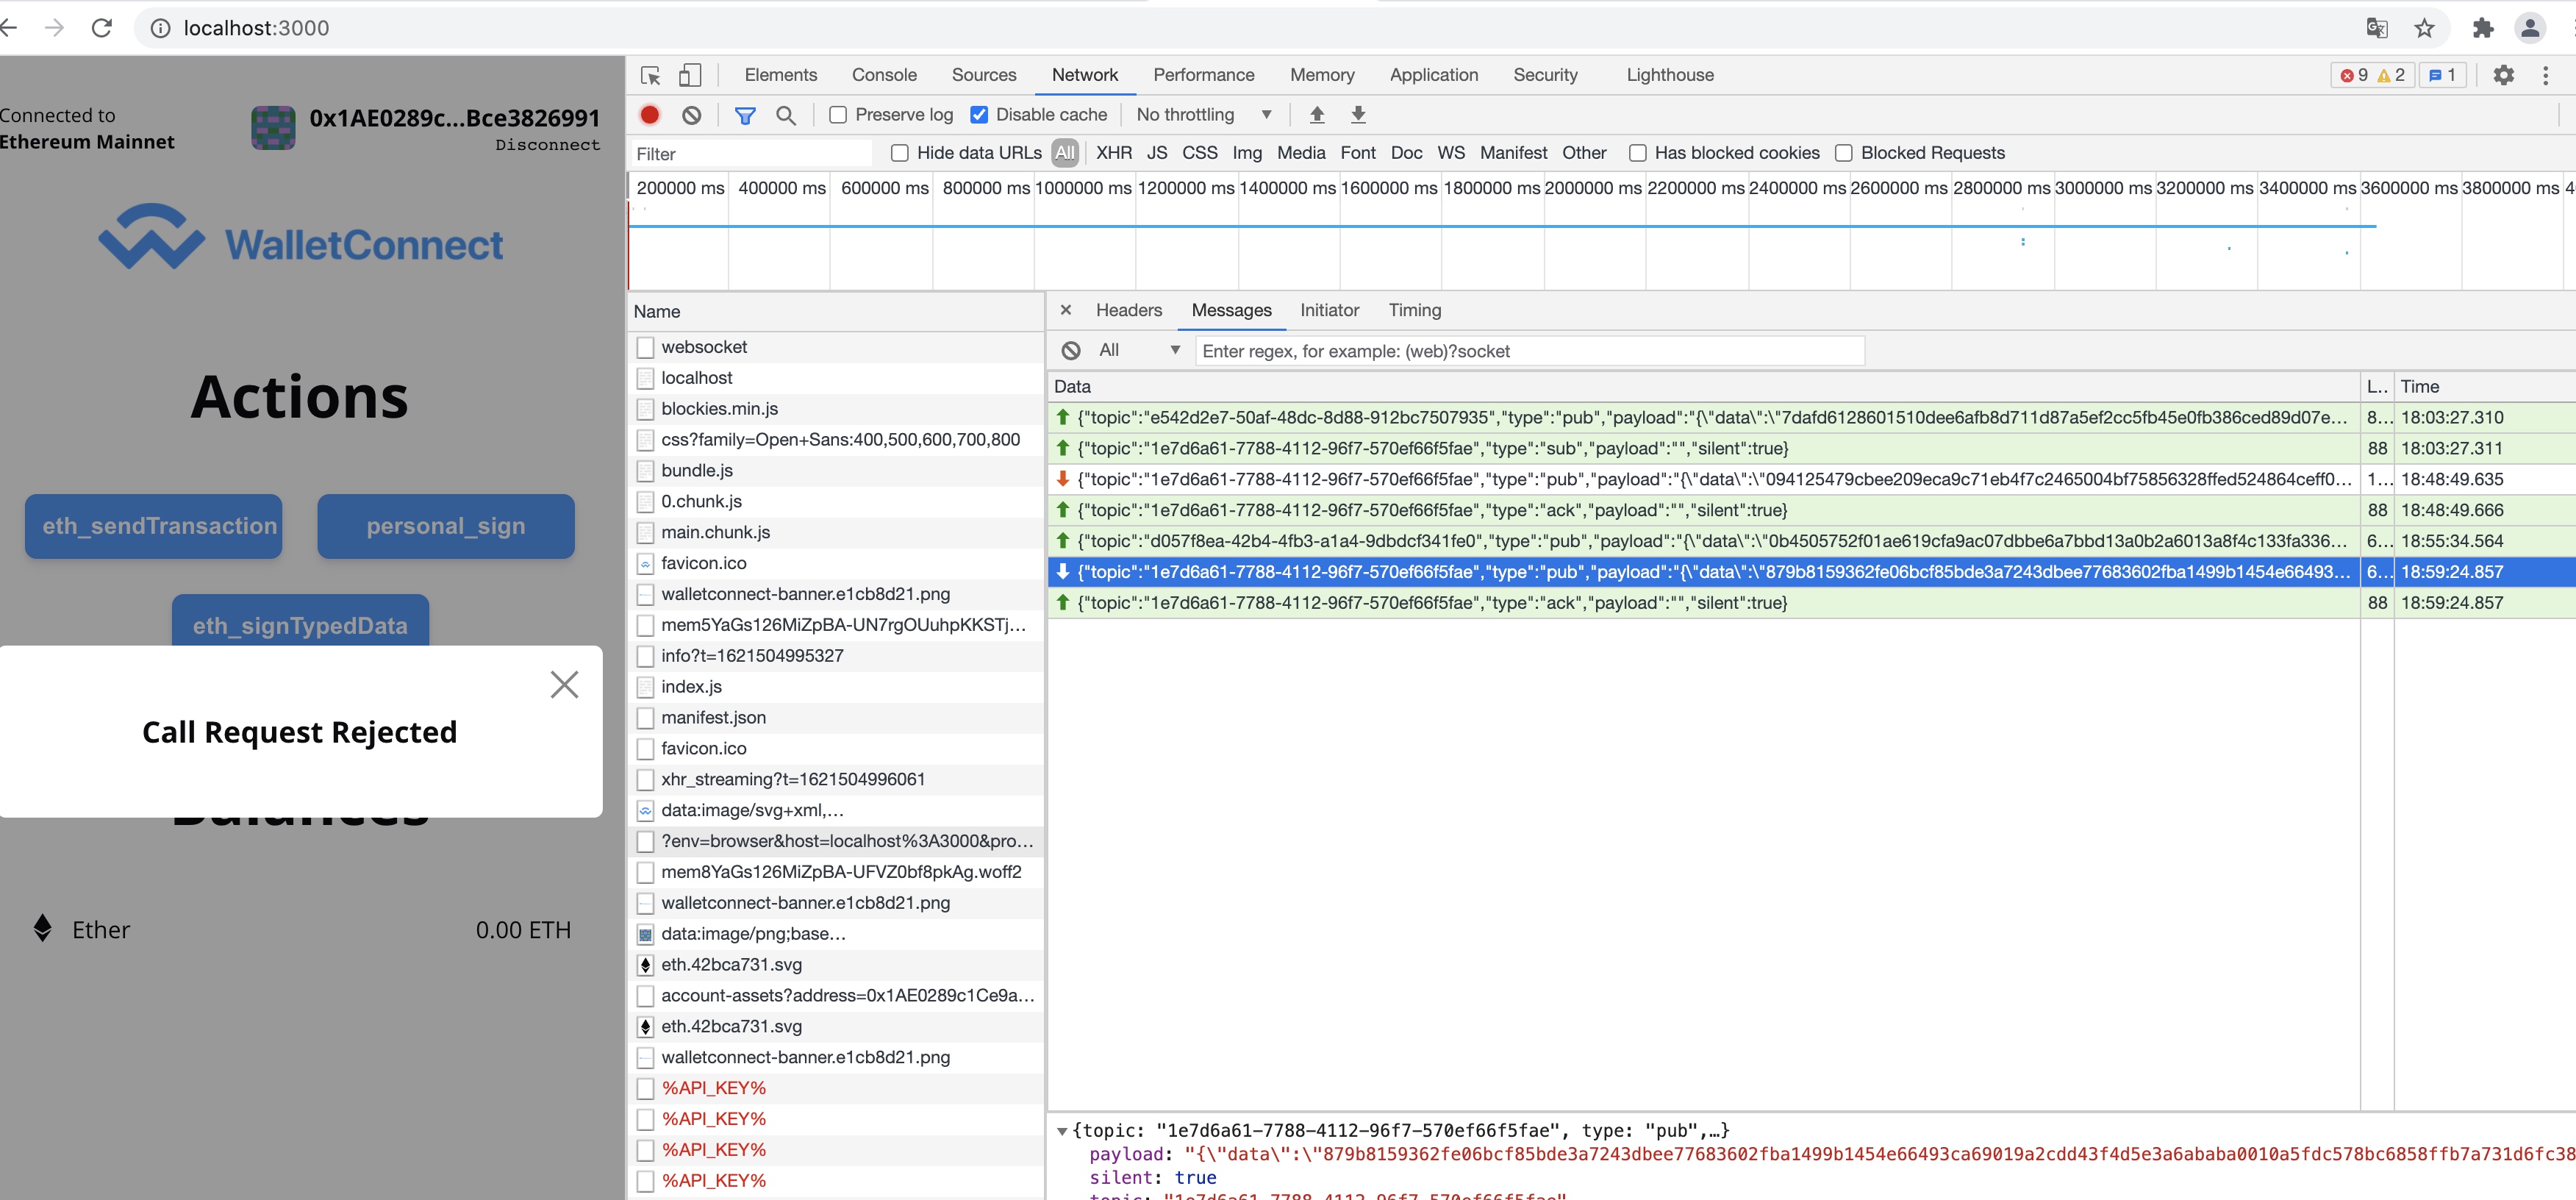 localhost:3000
Connected to
Ethereum Mainnet
0x1AE0289c...Bce3826991
Disconnect
WalletConnect
Actions
eth_sendTransaction
personal_sign
eth_signTypedData
Call Request Rejected
Balances
Ether
0.00 ETH
Elements Console Sources Network Performance Memory Application Security Lighthouse 9 2 1
Preserve log Disable cache No throttling
Filter Hide data URLs All XHR JS CSS Img Media Font Doc WS Manifest Other Has blocked cookies Blocked Requests
200000 ms 400000 ms 600000 ms 800000 ms 1000000 ms 1200000 ms 1400000 ms 1600000 ms 1800000 ms 2000000 ms 2200000 ms 2400000 ms 2600000 ms 2800000 ms 3000000 ms 3200000 ms 3400000 ms 3600000 ms 3800000 ms 4
Name
websocket
localhost
blockies.min.js
css?family=Open+Sans:400,500,600,700,800
bundle.js
0.chunk.js
main.chunk.js
favicon.ico
walletconnect-banner.e1cb8d21.png
mem5YaGs126MiZpBA-UN7rgOUuhpKKSTj...
info?t=1621504995327
index.js
manifest.json
favicon.ico
xhr_streaming?t=1621504996061
data:image/svg+xml,...
?env=browser&host=localhost%3A3000&pro...
mem8YaGs126MiZpBA-UFVZ0bf8pkAg.woff2
walletconnect-banner.e1cb8d21.png
data:image/png;base...
eth.42bca731.svg
account-assets?address=0x1AE0289c1Ce9a...
eth.42bca731.svg
walletconnect-banner.e1cb8d21.png
%API_KEY%
%API_KEY%
%API_KEY%
%API_KEY%
Headers Messages Initiator Timing
All Enter regex, for example: (web)?socket
Data L.. Time
{"topic":"e542d2e7-50af-48dc-8d88-912bc7507935","type":"pub","payload":"{\"data\":\"7dafd6128601510dee6afb8d711d87a5ef2cc5fb45e0fb386ced89d07e... 8... 18:03:27.310
{"topic":"1e7d6a61-7788-4112-96f7-570ef66f5fae","type":"sub","payload":"","silent":true} 88 18:03:27.311
{"topic":"1e7d6a61-7788-4112-96f7-570ef66f5fae","type":"pub","payload":"{\"data\":\"094125479cbee209eca9c71eb4f7c2465004bf75856328ffed524864ceff0... 1... 18:48:49.635
{"topic":"1e7d6a61-7788-4112-96f7-570ef66f5fae","type":"ack","payload":"","silent":true} 88 18:48:49.666
{"topic":"d057f8ea-42b4-4fb3-a1a4-9dbdcf341fe0","type":"pub","payload":"{\"data\":\"0b4505752f01ae619cfa9ac07dbbe6a7bbd13a0b2a6013a8f4c133fa336... 6... 18:55:34.564
{"topic":"1e7d6a61-7788-4112-96f7-570ef66f5fae","type":"pub","payload":"{\"data\":\"879b8159362fe06bcf85bde3a7243dbee77683602fba1499b1454e66493... 6... 18:59:24.857
{"topic":"1e7d6a61-7788-4112-96f7-570ef66f5fae","type":"ack","payload":"","silent":true} 88 18:59:24.857
{topic: "1e7d6a61-7788-4112-96f7-570ef66f5fae", type: "pub",…}
payload: "{\"data\":\"879b8159362fe06bcf85bde3a7243dbee77683602fba1499b1454e66493ca69019a2cdd43f4d5e3a6ababa0010a5fdc578bc6858ffb7a731d6fc38
silent: true
topic: "1e7d6a61-7788-4112-96f7-570ef66f5fae"